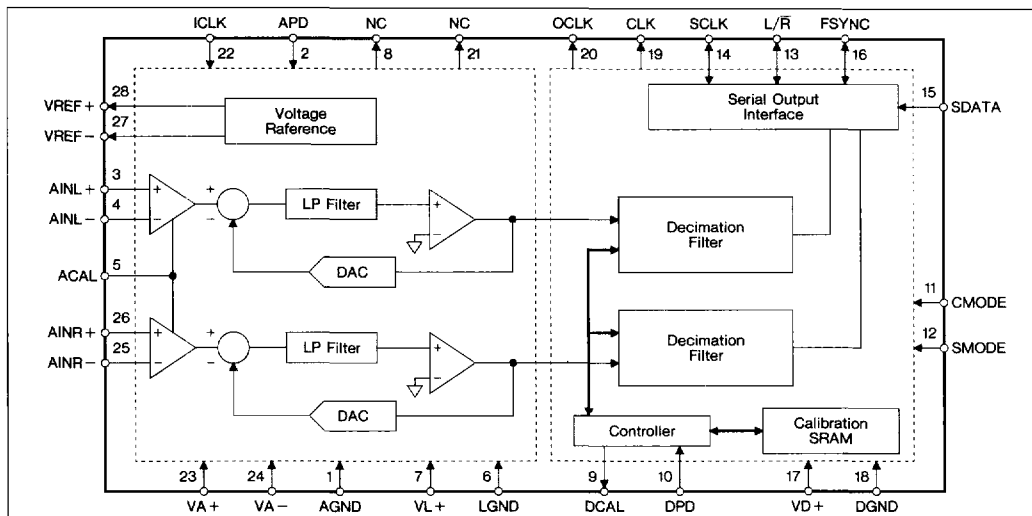 ICLK APD NC NC OCLK CLK SCLK L/R̅ FSYNC
22 2 8 21 20 19 14 13 16
28
VREF+
27
VREF-
Voltage
Raference
Serial Output
Interface
15
SDATA
3
AINL+
4
AINL-
+
−
+
−
LP Filter
+
−
DAC
Decimation
Filter
5
ACAL
11
CMODE
26
AINR+
25
AINR-
+
−
+
−
LP Filter
+
−
DAC
Decimation
Filter
12
SMODE
Controller
Calibration
SRAM
23 24 1 7 6 9 10 17 18
VA+ VA- AGND VL+ LGND DCAL DPD VD+ DGND